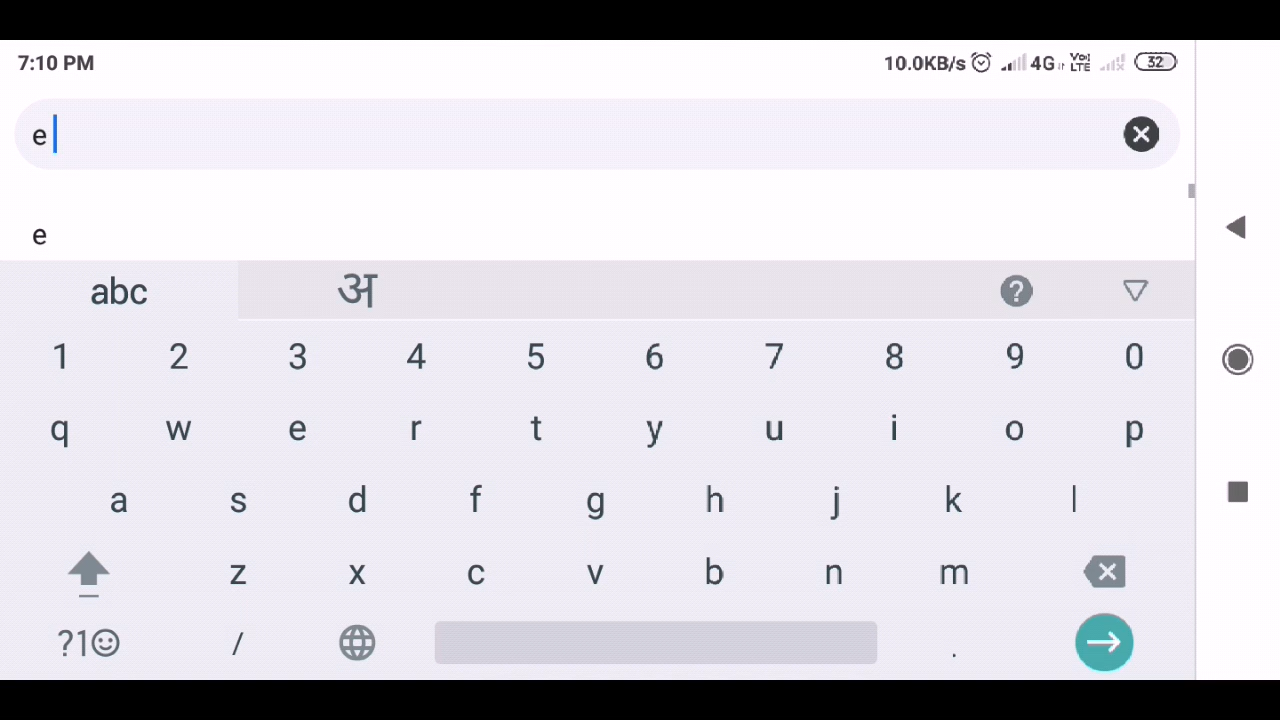 7:10 PM 10.0KB/s 4G Vo) LTE 32
e
e
abc अ ?
1 2 3 4 5 6 7 8 9 0
q w e r t y u i o p
a s d f g h j k l
z x c v b n m
?1☺ / .